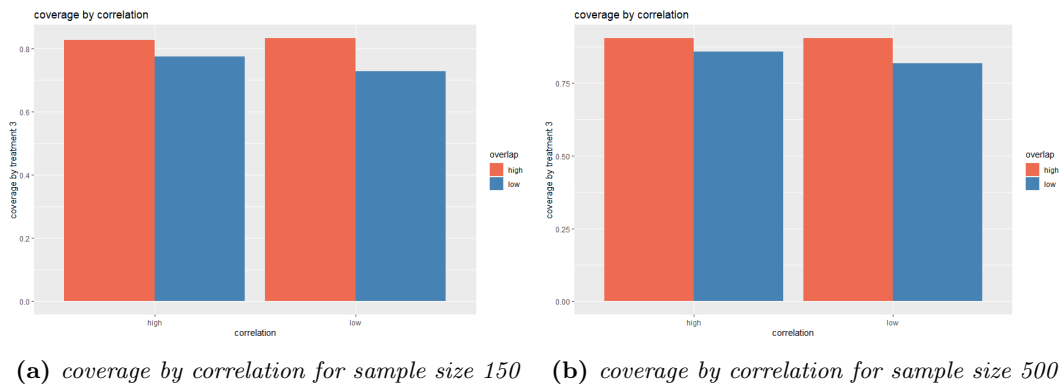 coverage by correlation
coverage by treatment 3
0.8
0.6
0.4
0.2
0.0
high
low
correlation
overlap
high
low
coverage by correlation
coverage by treatment 3
0.75
0.50
0.25
0.00
high
low
correlation
overlap
high
low
(a) coverage by correlation for sample size 150
(b) coverage by correlation for sample size 500